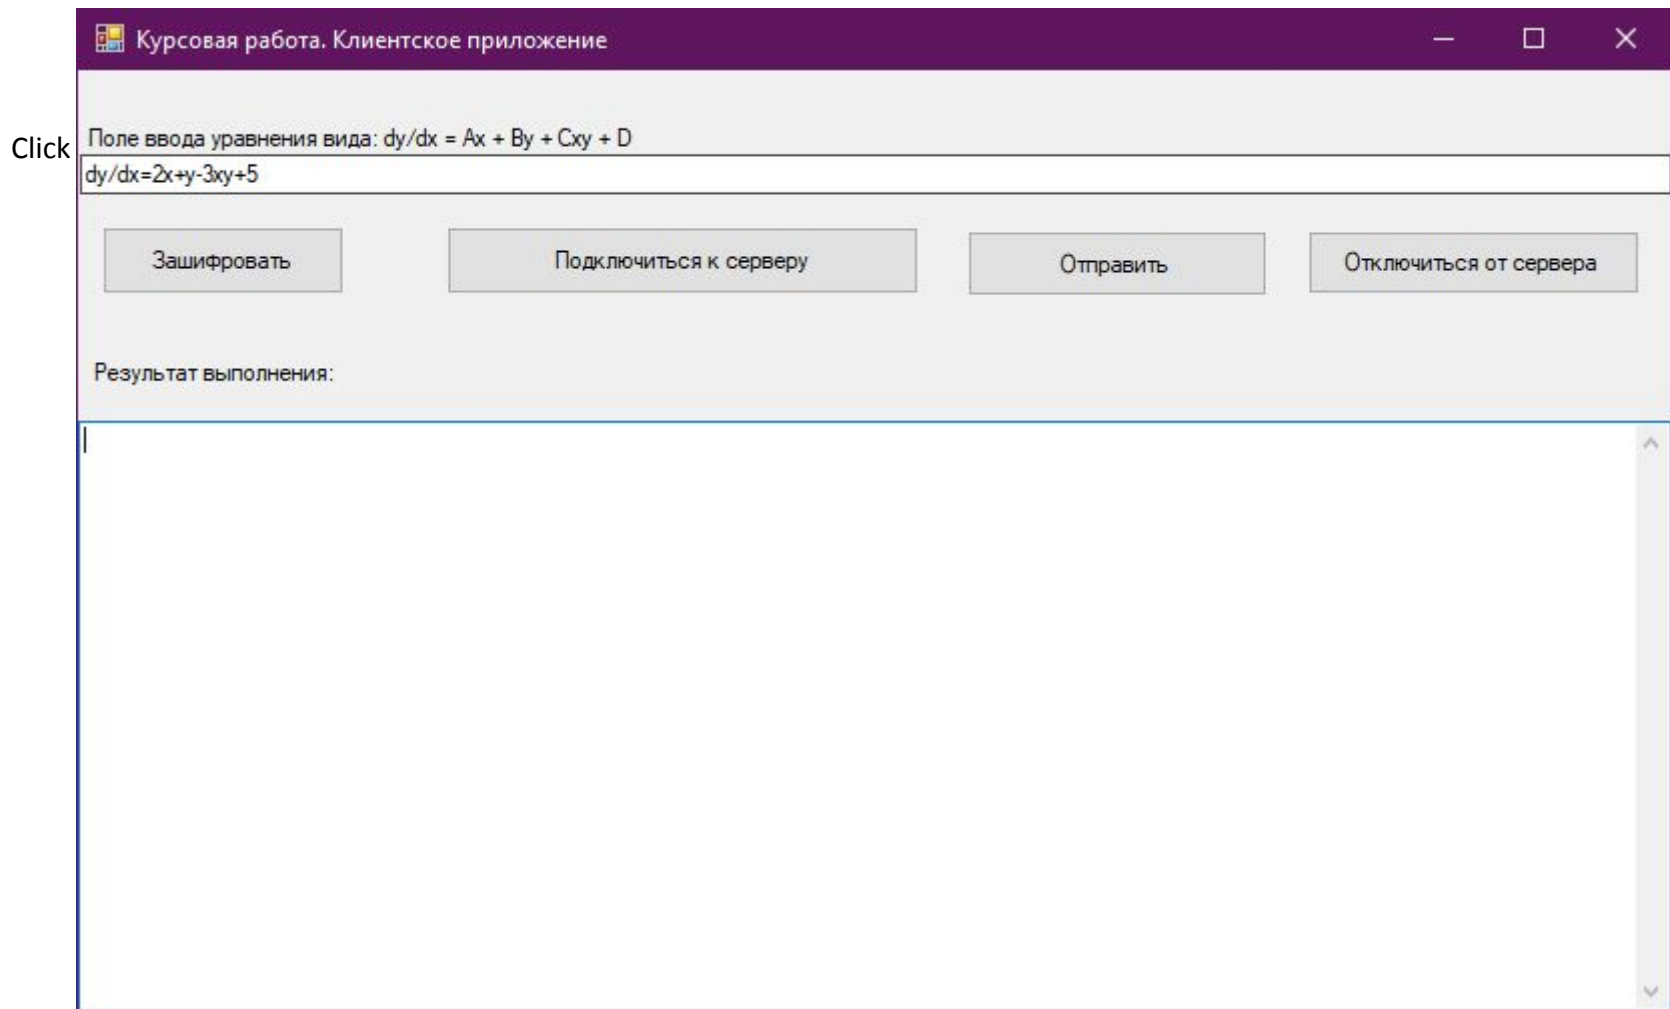 Курсовая работа. Клиентское приложение
Click
Поле ввода уравнения вида: dy/dx = Ax + By + Cxy + D
dy/dx=2x+y-3xy+5
Зашифровать
Подключиться к серверу
Отправить
Отключиться от сервера
Результат выполнения: